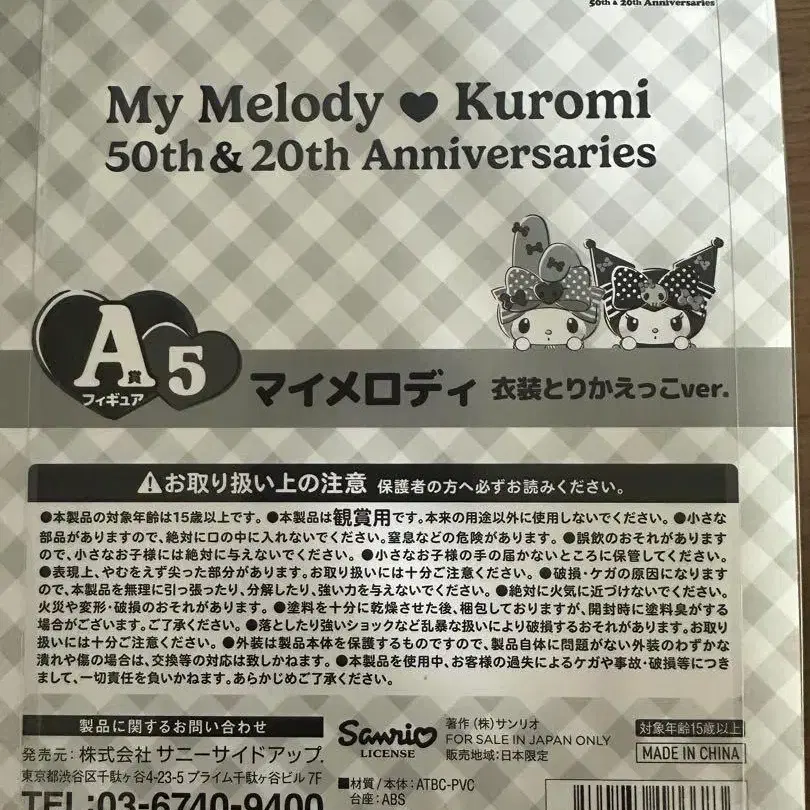 50th & 20th Anniversaries
My Melody ♥ Kuromi
50th & 20th Anniversaries
A賞 5
フィギュア
マイメロディ 衣装とりかえっこver.
⚠お取り扱い上の注意 保護者の方へ必ずお読みください。
●本製品の対象年齢は15歳以上です。●本製品は観賞用です。本来の用途以外に使用しないでください。●小さな
部品がありますので、絶対に口の中に入れないでください。窒息などの危険があります。●誤飲のおそれがあります
ので、小さなお子様には絶対に与えないでください。●小さなお子様の手の届かないところに保管してください。
●表現上、やむをえず尖った部分があります。お取り扱いには十分ご注意ください。●破損・ケガの原因になります
ので、本製品を無理に引っ張ったり、分解したり、強い力を与えないでください。●絶対に火気に近づけないでください。
火災や変形・破損のおそれがあります。●塗料を十分に乾燥させた後、梱包しておりますが、開封時に塗料臭がする
場合がございます。ご了承ください。●落としたり強いショックなど乱暴な扱いにより破損するおそれがあります。お取り
扱いには十分ご注意ください。●外装は製品本体を保護するものですので、製品自体に問題がない外装のわずかな
潰れや傷の場合は、交換等の対応は致しかねます。●本製品を使用中、お客様の過失によるケガや事故・破損等につき
まして、一切責任を負いかねます。あらかじめご了承ください。
製品に関するお問い合わせ
発売元：株式会社 サニーサイドアップ
東京都渋谷区千駄ヶ谷4-23-5 プライム千駄ヶ谷ビル 7F
TEL:03-6740-9400
Sanrio
LICENSE
著作 (株)サンリオ
FOR SALE IN JAPAN ONLY
販売地域：日本限定
■材質 / 本体：ATBC-PVC
台座：ABS
対象年齢15歳以上
MADE IN CHINA